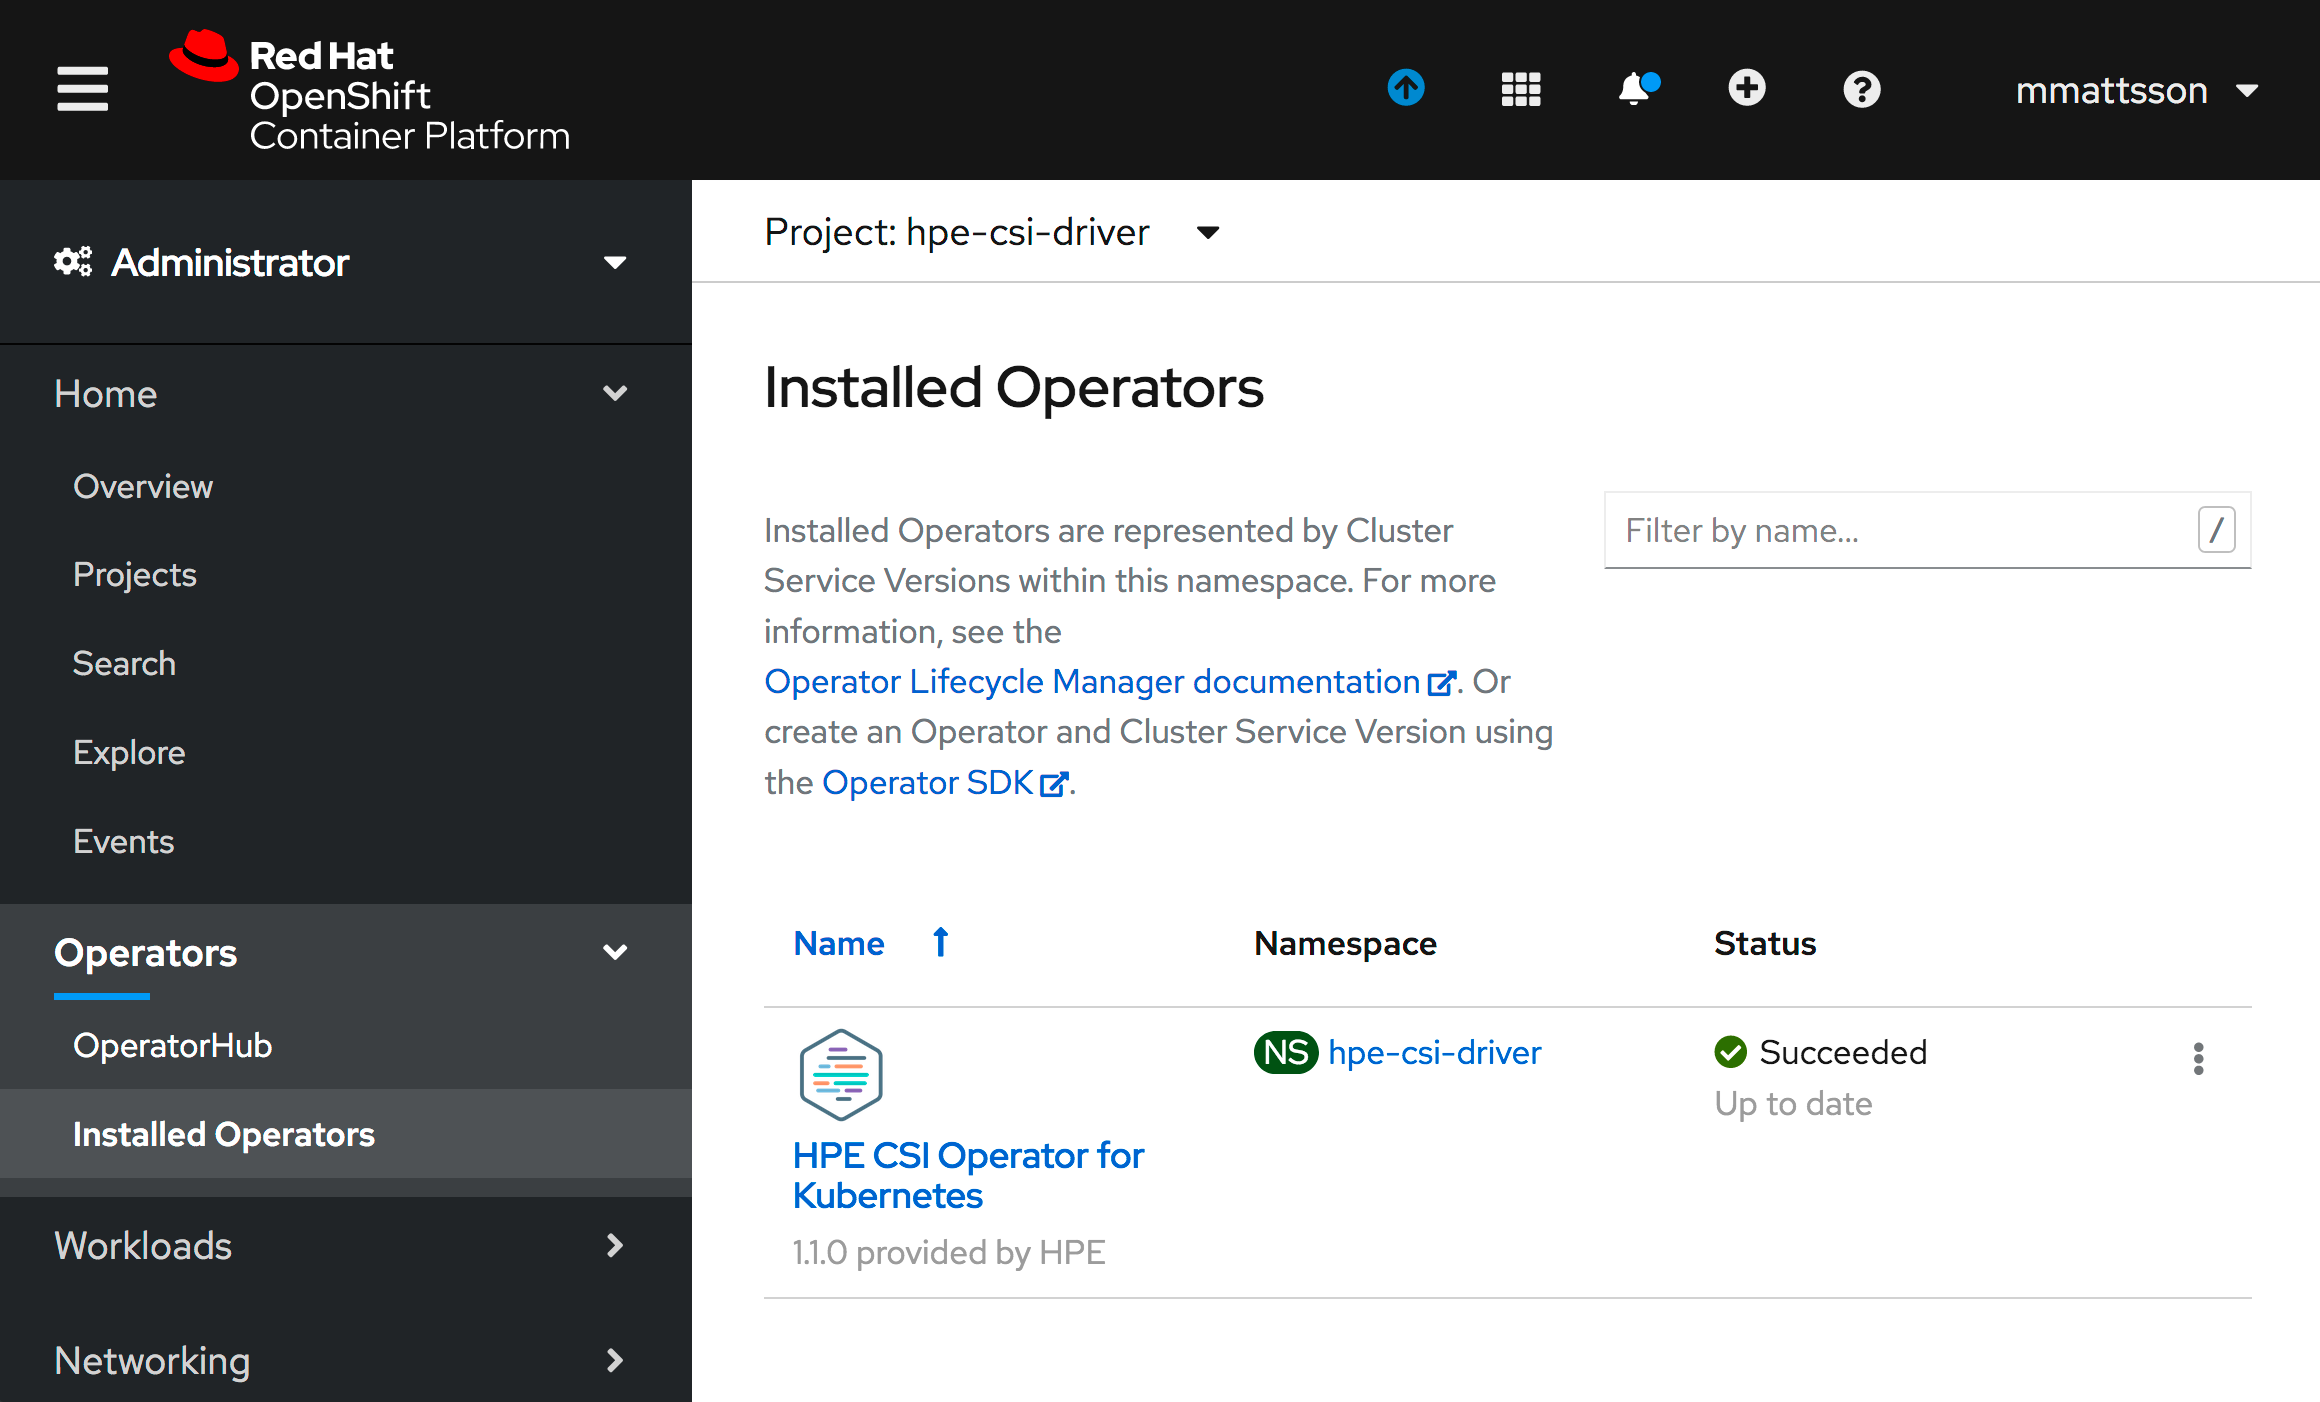 Red Hat
OpenShift
Container Platform
mmattsson
Administrator
Home
Overview
Projects
Search
Explore
Events
Operators
OperatorHub
Installed Operators
Workloads
Networking
Project: hpe-csi-driver
Installed Operators
Installed Operators are represented by Cluster
Service Versions within this namespace. For more
information, see the
Operator Lifecycle Manager documentation. Or
create an Operator and Cluster Service Version using
the Operator SDK.
Filter by name... /
Name Namespace Status
NS hpe-csi-driver Succeeded
Up to date
HPE CSI Operator for
Kubernetes
1.1.0 provided by HPE